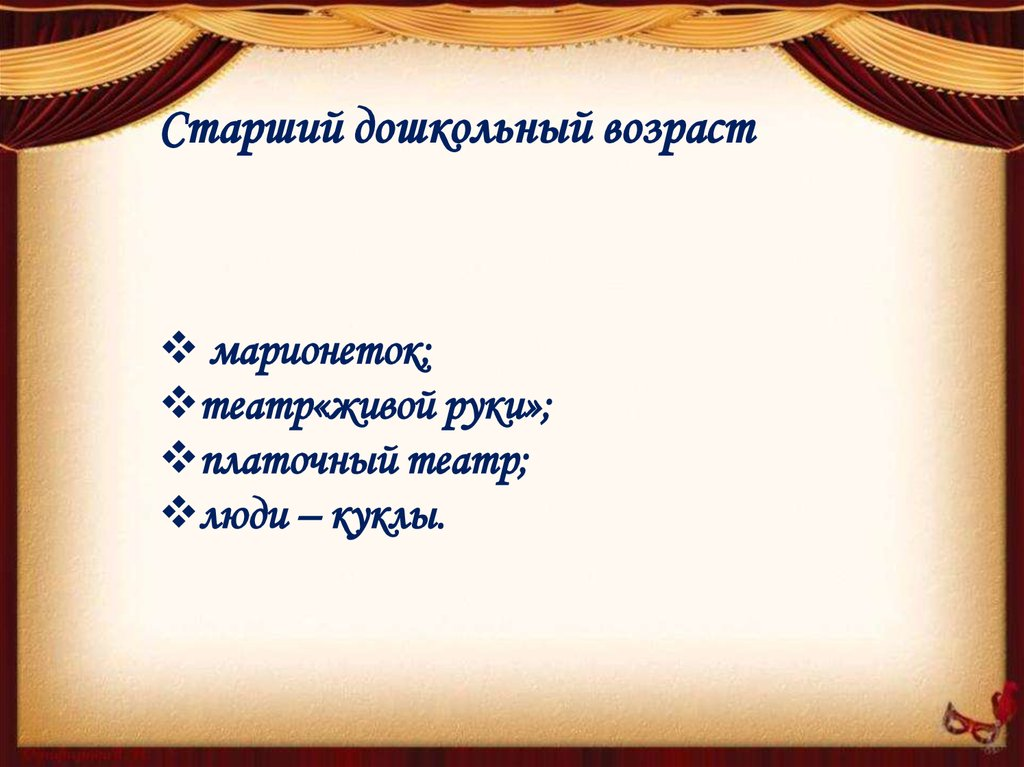 Старший дошкольный возраст
❖ марионеток;
❖театр«живой руки»;
❖платочный театр;
❖люди – куклы.